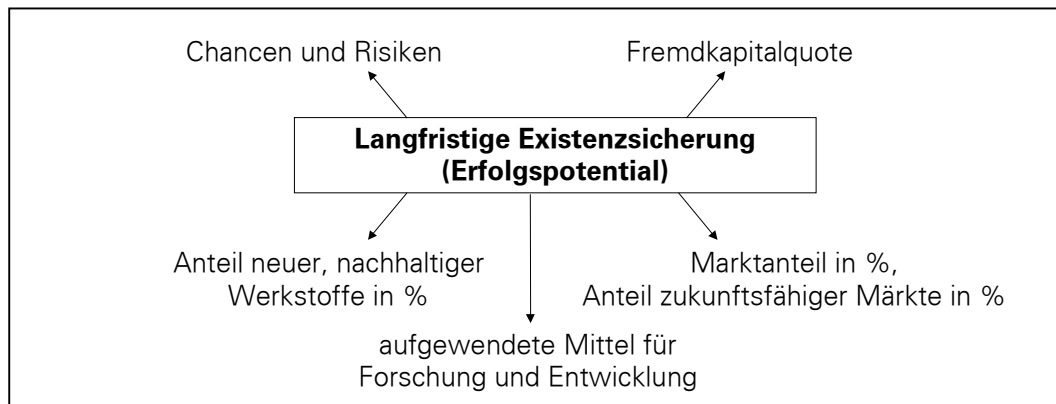 Chancen und Risiken
Fremdkapitalquote
Langfristige Existenzsicherung
(Erfolgspotential)
Anteil neuer, nachhaltiger
Werkstoffe in %
Marktanteil in %,
Anteil zukunftsfähiger Märkte in %
aufgewendete Mittel für
Forschung und Entwicklung